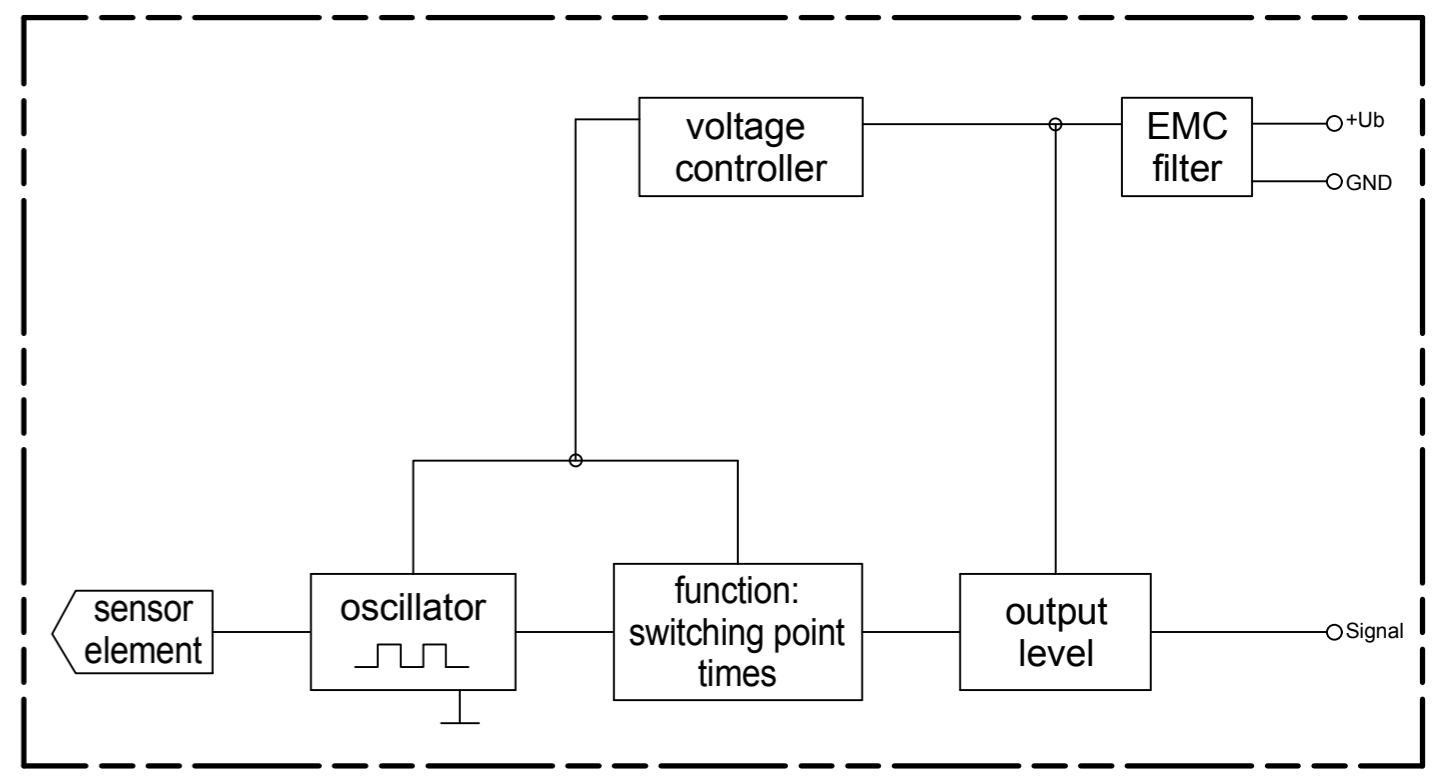 voltage
controller
EMC
filter
+Ub
GND
sensor
element
oscillator
function:
switching point
times
output
level
Signal